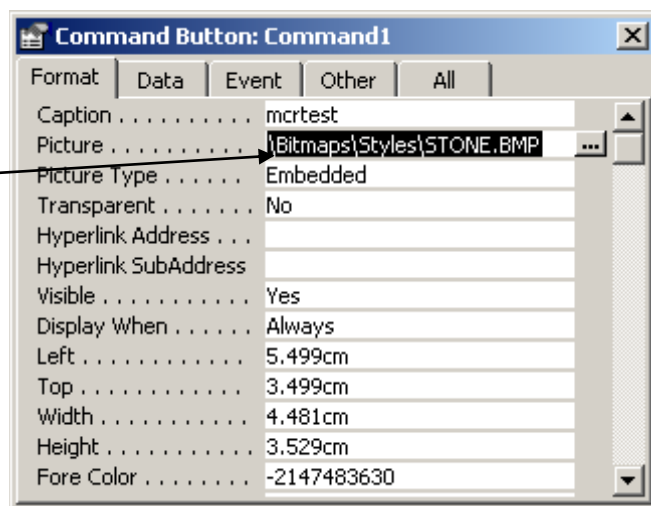 Command Button: Command1
Format Data Event Other All
Caption . . . . . . . . . . mcrtest
Picture . . . . . . . . . . \Bitmaps\Styles\STONE.BMP ...
Picture Type . . . . . . Embedded
Transparent . . . . . . . No
Hyperlink Address . . .
Hyperlink SubAddress
Visible . . . . . . . . . . . Yes
Display When . . . . . . Always
Left . . . . . . . . . . . . 5.499cm
Top . . . . . . . . . . . . 3.499cm
Width . . . . . . . . . . . 4.481cm
Height . . . . . . . . . . . 3.529cm
Fore Color . . . . . . . . -2147483630